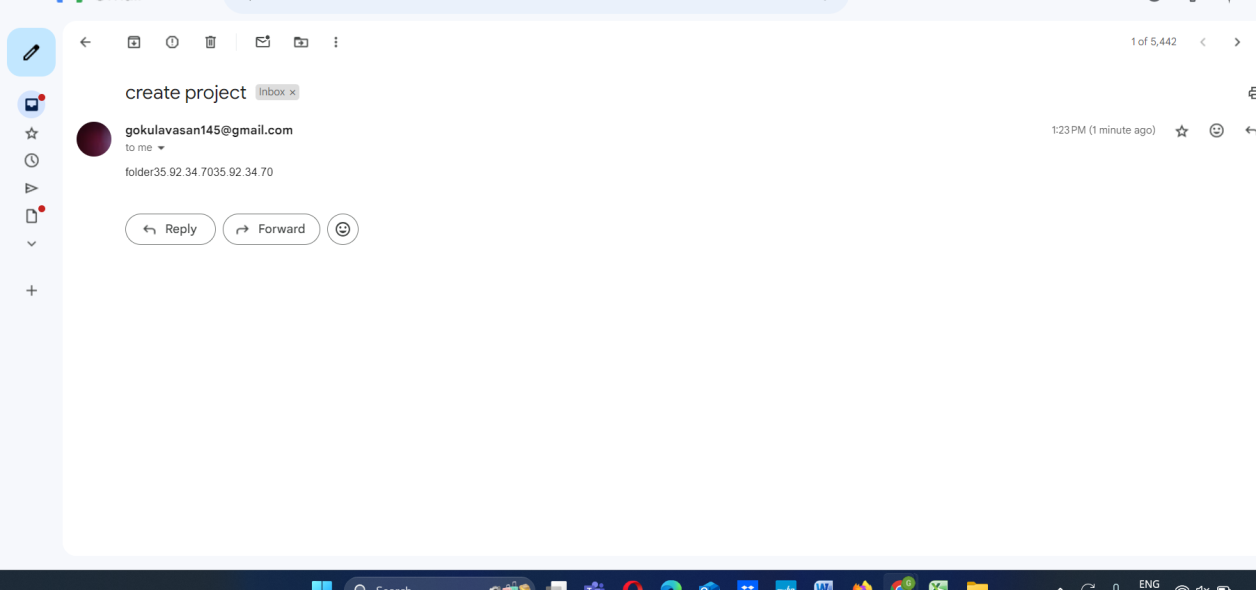 1 of 5,442
create project Inbox ×
gokulavasan145@gmail.com
1:23 PM (1 minute ago)
to me
folder35.92.34.7035.92.34.70
Reply Forward
Search
ENG